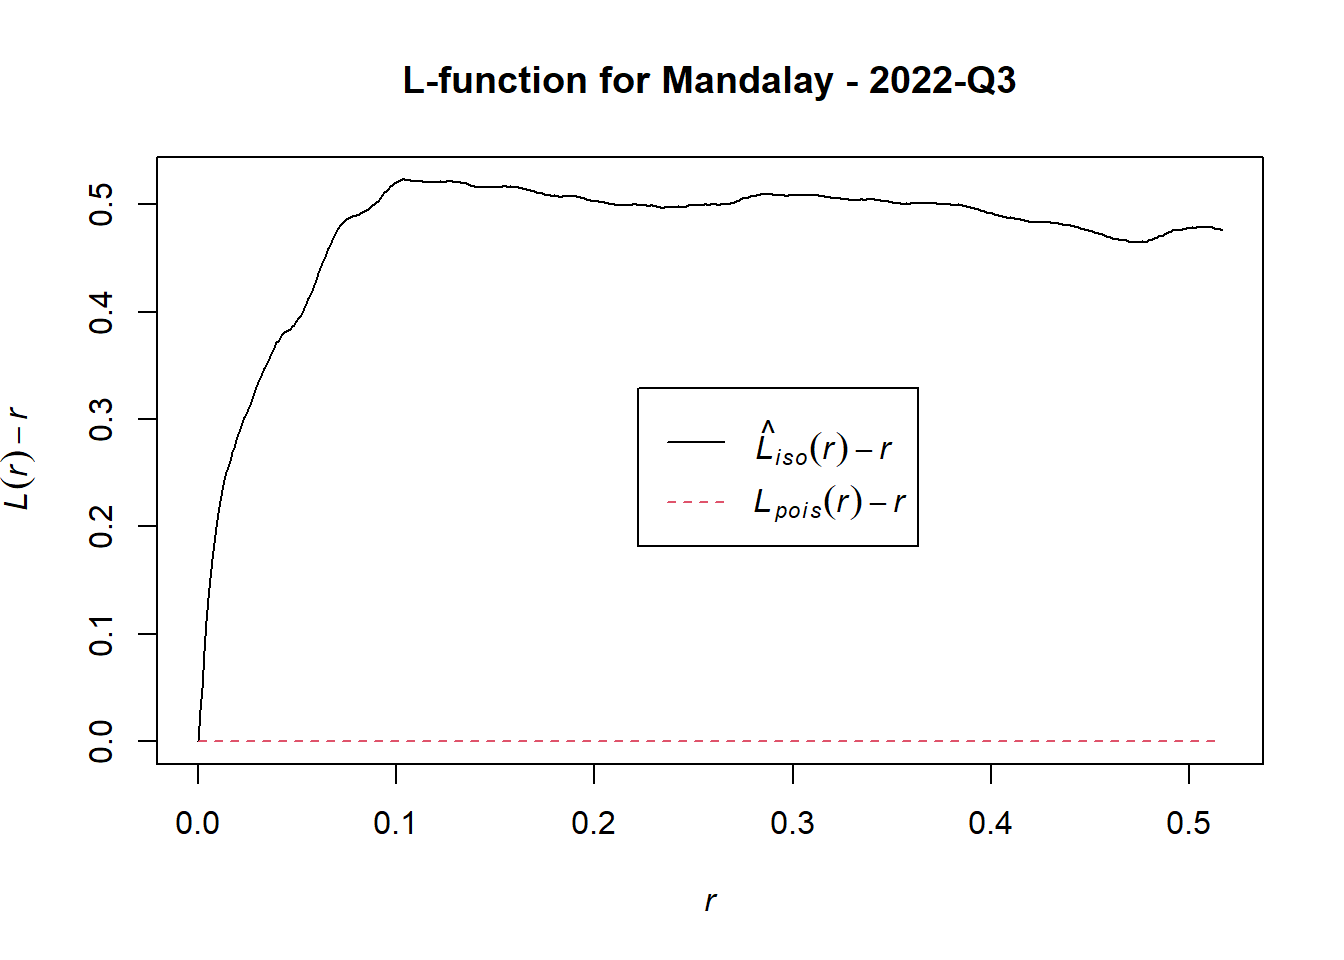 L-function for Mandalay - 2022-Q3
L(r) − r
0.5
0.4
0.3
0.2
0.1
0.0
L̂iso(r) − r
Lpois(r) − r
0.0 0.1 0.2 0.3 0.4 0.5
r